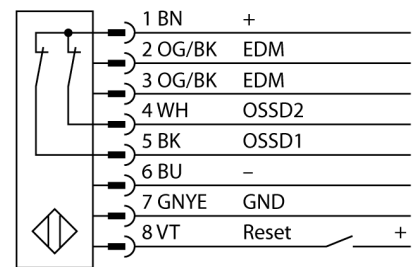 1 BN +
2 OG/BK EDM
3 OG/BK EDM
4 WH OSSD2
5 BK OSSD1
6 BU –
7 GNYE GND
8 VT Reset +